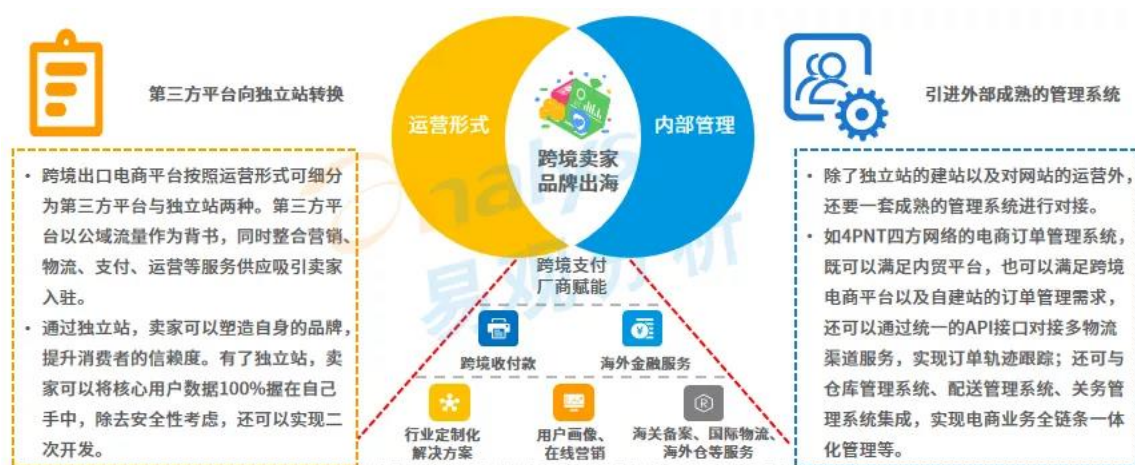 第三方平台向独立站转换
• 跨境出口电商平台按照运营形式可细分
为第三方平台与独立站两种。第三方平
台以公域流量作为背书，同时整合营销、
物流、支付、运营等服务供应吸引卖家
入驻。
• 通过独立站，卖家可以塑造自身的品牌，
提升消费者的信赖度。有了独立站，卖
家可以将核心用户数据100%握在自己
手中，除去安全性考虑，还可以实现二
次开发。
运营形式
跨境卖家
品牌出海
内部管理
跨境支付
厂商赋能
跨境收付款
海外金融服务
行业定制化
解决方案
用户画像、
在线营销
海关备案、国际物流、
海外仓等服务
引进外部成熟的管理系统
• 除了独立站的建站以及对网站的运营外，
还要一套成熟的管理系统进行对接。
• 如4PNT四方网络的电商订单管理系统，
既可以满足内贸平台，也可以满足跨境
电商平台以及自建站的订单管理需求，
还可以通过统一的API接口对接多物流
渠道服务，实现订单轨迹跟踪；还可与
仓库管理系统、配送管理系统、关务管
理系统集成，实现电商业务全链条一体
化管理等。
nalys
易观分析